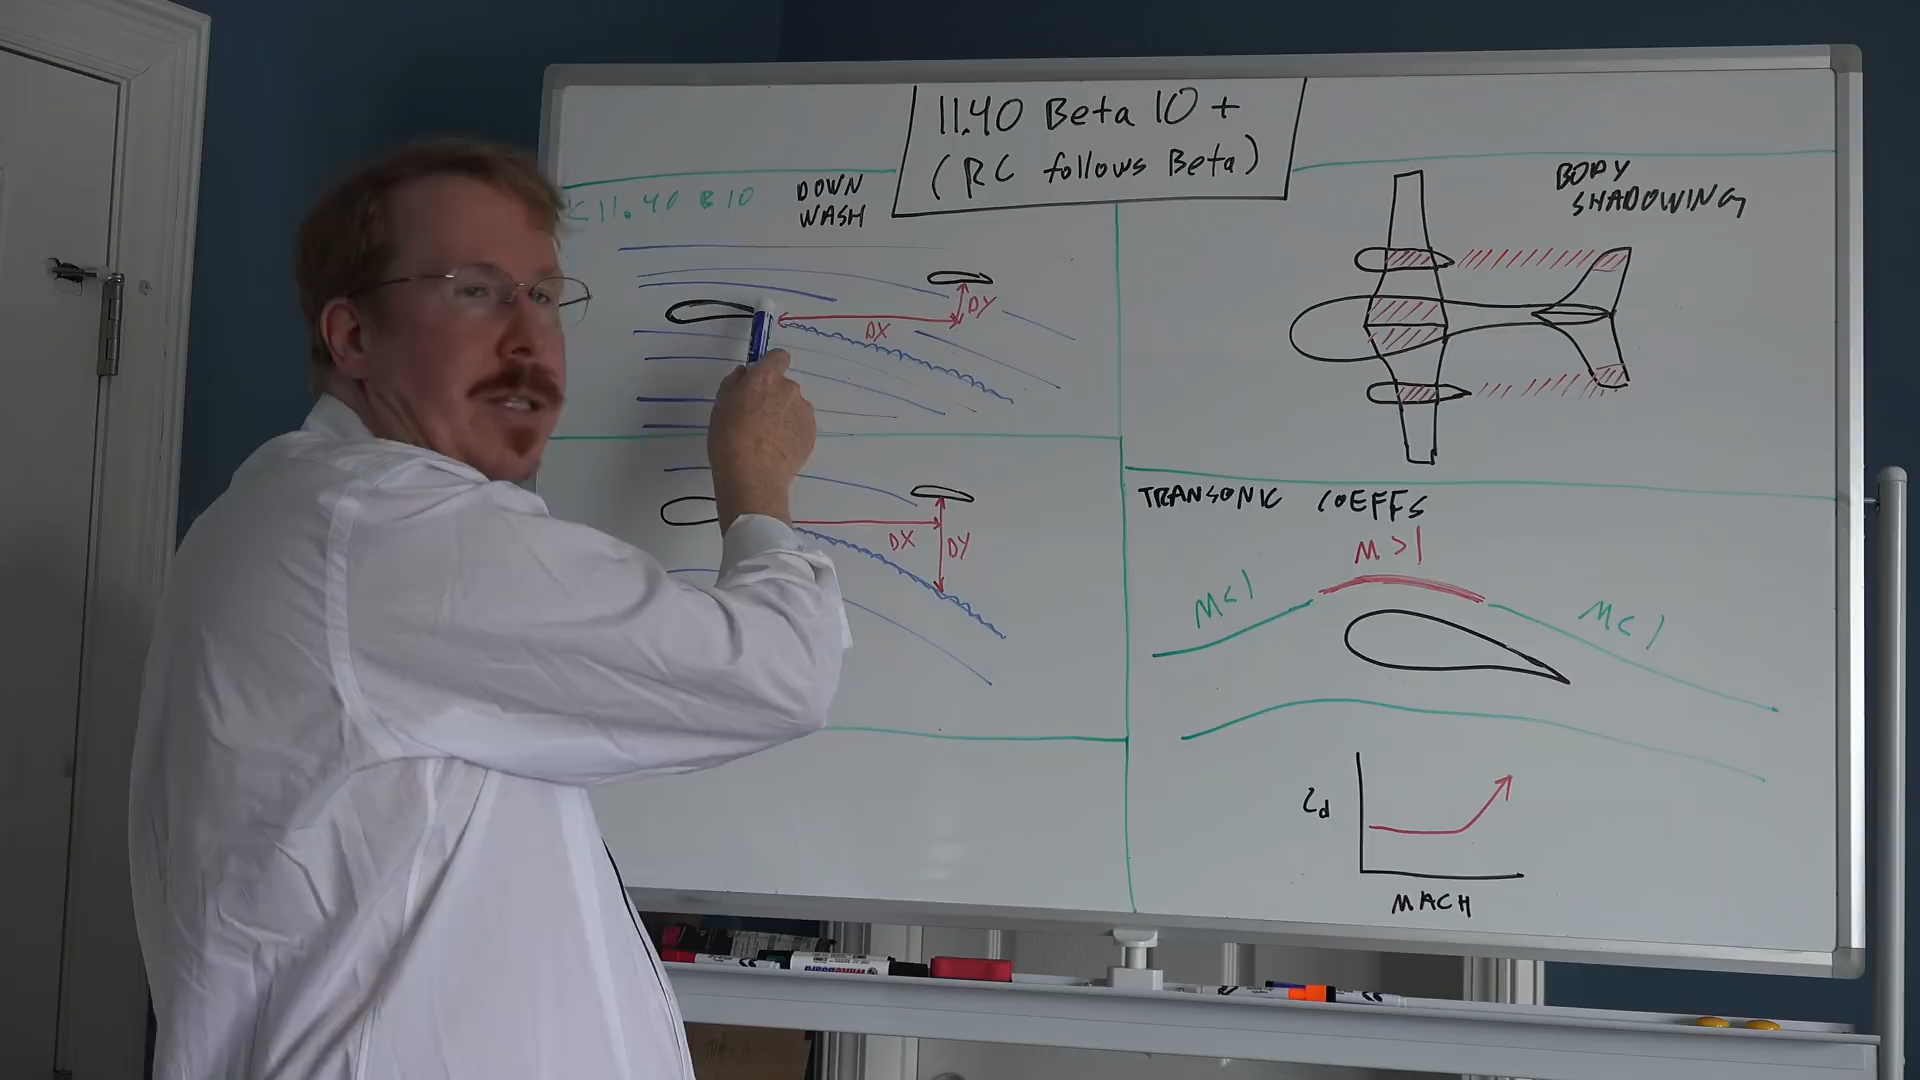 11.40 Beta 10+
(RC follows Beta)
<11.40 B10
DOWN
WASH
DX
DY
DX
DY
BODY
SHADOWING
TRANSONIC COEFFS
M>1
M<1
M<1
Cd
MACH